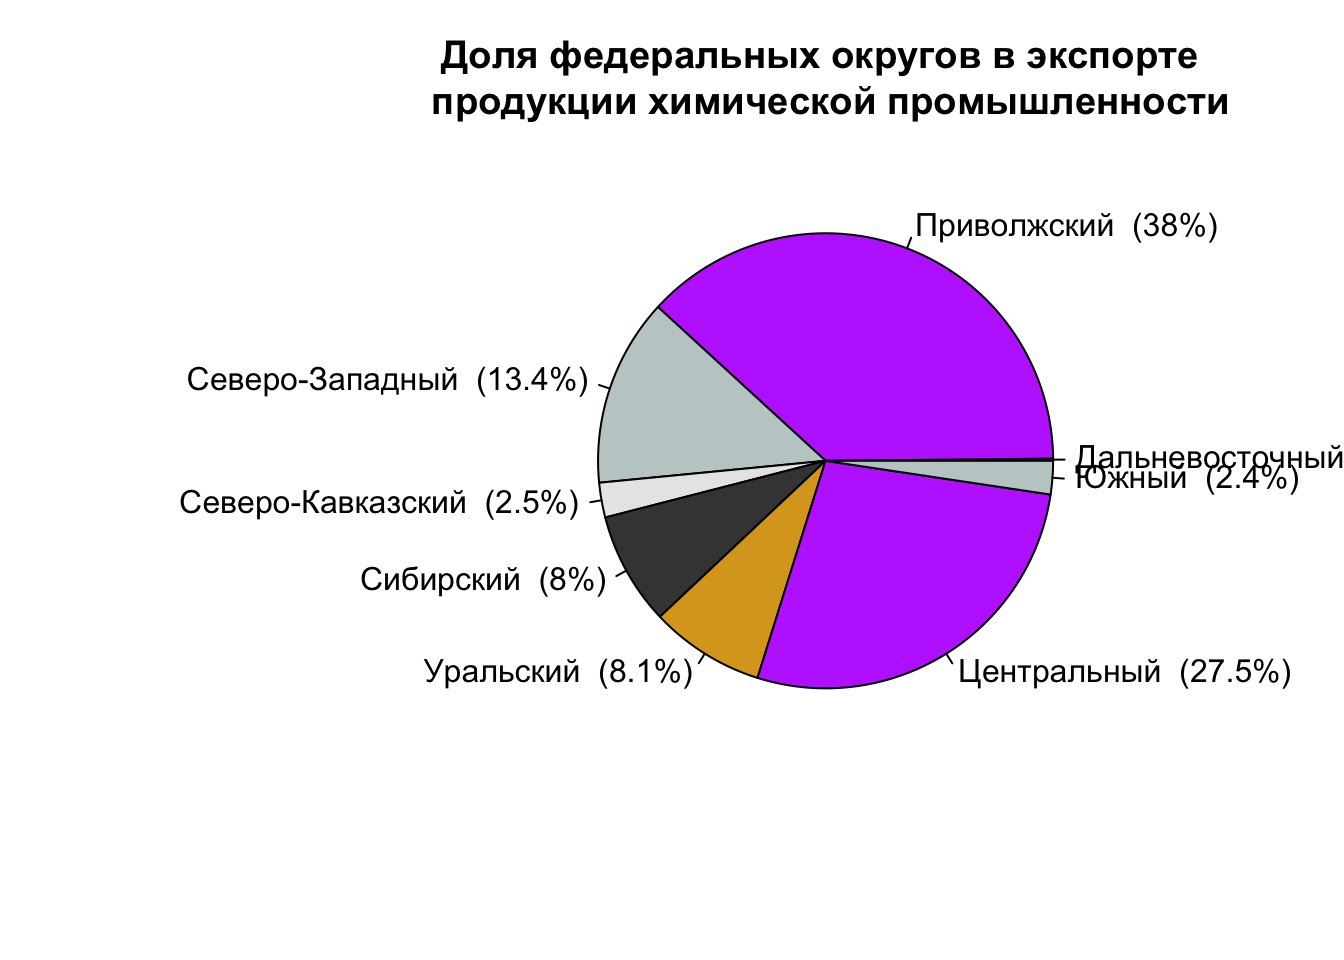 Доля федеральных округов в экспорте
продукции химической промышленности
Приволжский (38%)
Северо-Западный (13.4%)
Дальневосточный
Южный (2.4%)
Северо-Кавказский (2.5%)
Сибирский (8%)
Уральский (8.1%)
Центральный (27.5%)